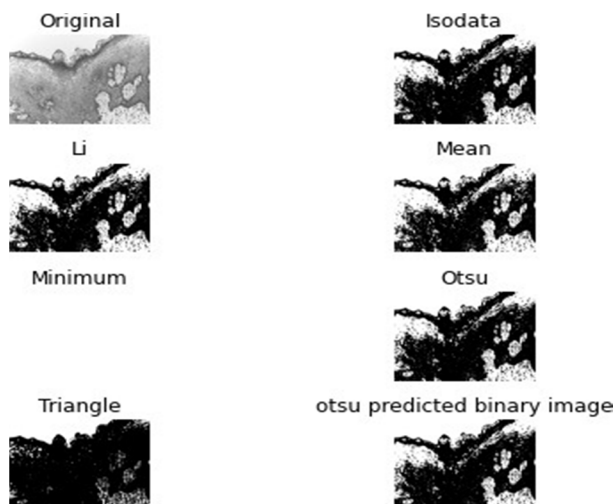 Original
Isodata
Li
Mean
Minimum
Otsu
Triangle
otsu predicted binary image